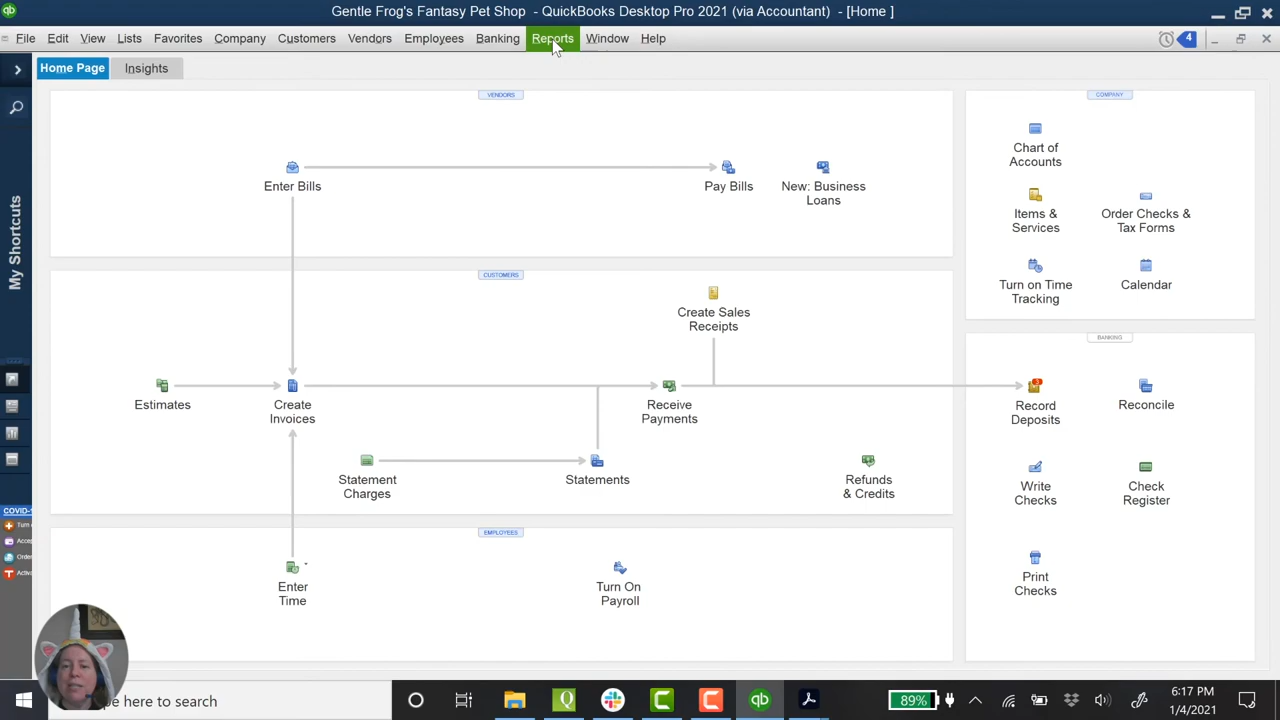 Gentle Frog's Fantasy Pet Shop - QuickBooks Desktop Pro 2021 (via Accountant) - [Home ]
File Edit View Lists Favorites Company Customers Vendors Employees Banking Reports Window Help
4
Home Page Insights
VENDORS
COMPANY
Enter Bills
Pay Bills
New: Business
Loans
Chart of
Accounts
Items &
Services
Order Checks &
Tax Forms
Turn on Time
Tracking
Calendar
My Shortcuts
CUSTOMERS
Create Sales
Receipts
Estimates
Create
Invoices
Receive
Payments
Statement
Charges
Statements
Refunds
& Credits
BANKING
Record
Deposits
Reconcile
Write
Checks
Check
Register
Print
Checks
EMPLOYEES
Enter
Time
Turn On
Payroll
COVID-
Turn
Acce
Orde
Activ
pe here to search
qb
89%
6:17 PM
1/4/2021